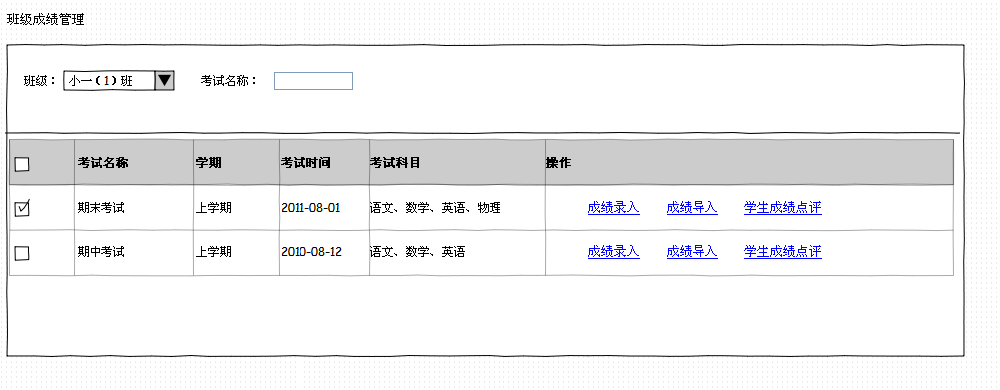 班级成绩管理
班级： 小一（1）班 考试名称：
考试名称 学期 考试时间 考试科目 操作
期末考试 上学期 2011-08-01 语文、数学、英语、物理 成绩录入 成绩导入 学生成绩点评
期中考试 上学期 2010-08-12 语文、数学、英语 成绩录入 成绩导入 学生成绩点评